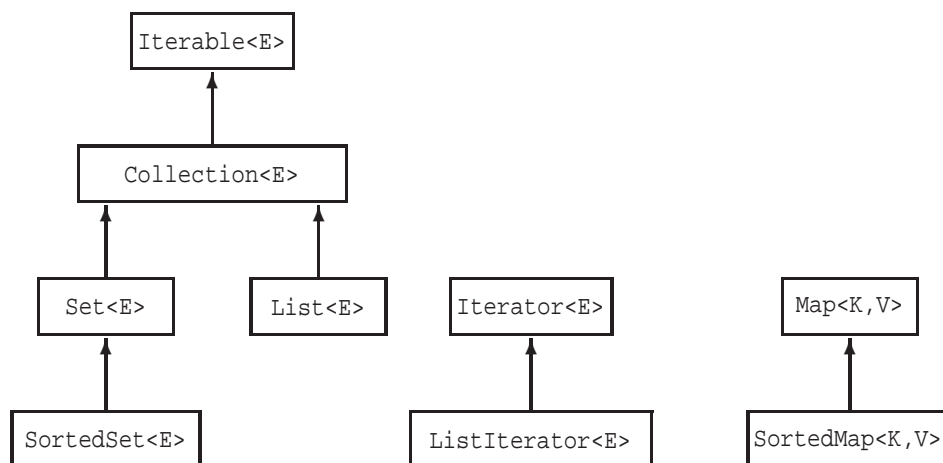 Iterable<E>
Collection<E>
Set<E>
List<E>
Iterator<E>
Map<K,V>
SortedSet<E>
ListIterator<E>
SortedMap<K,V>